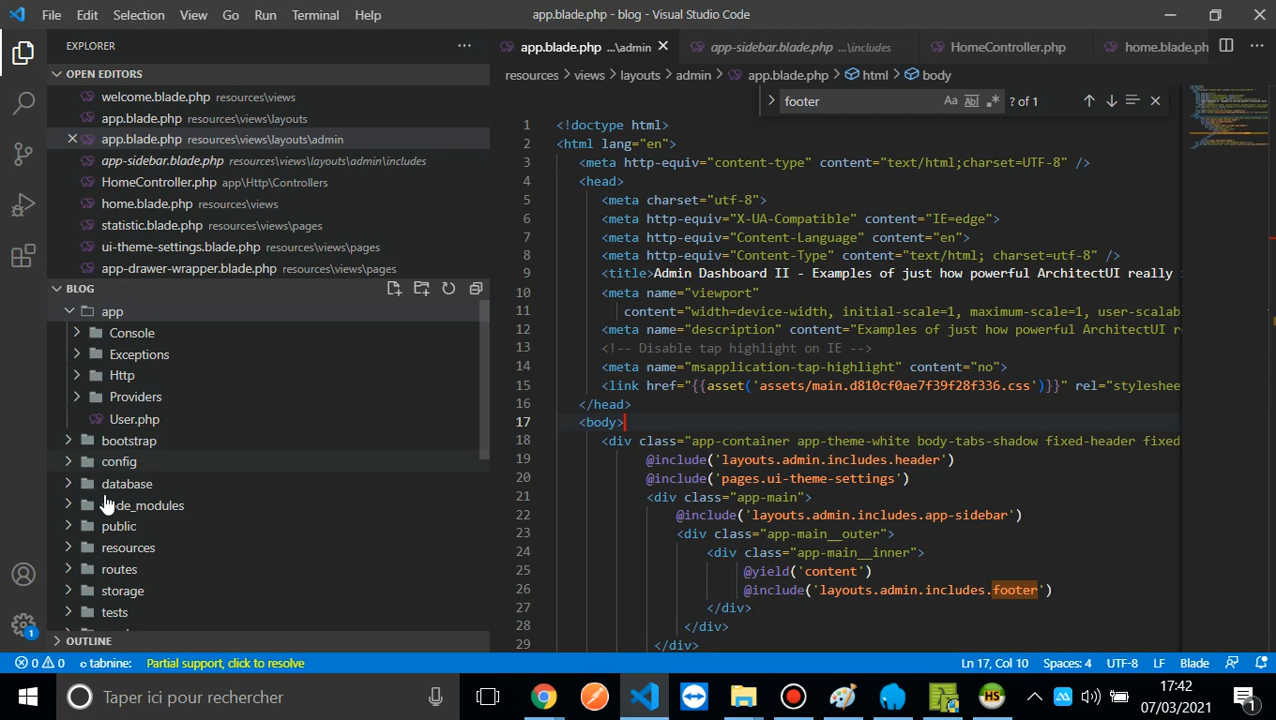 File Edit Selection View Go Run Terminal Help
app.blade.php - blog - Visual Studio Code
EXPLORER
OPEN EDITORS
welcome.blade.php resources\views
app.blade.php resources\views\layouts
app.blade.php resources\views\layouts\admin
app-sidebar.blade.php resources\views\layouts\admin\includes
HomeController.php app\Http\Controllers
home.blade.php resources\views
statistic.blade.php resources\views\pages
ui-theme-settings.blade.php resources\views\pages
app-drawer-wrapper.blade.php resources\views\pages
BLOG
app
Console
Exceptions
Http
Providers
User.php
bootstrap
config
database
de_modules
public
resources
routes
storage
tests
OUTLINE
app.blade.php ...\admin app-sidebar.blade.php ...\includes HomeController.php home.blade.ph
resources > views > layouts > admin > app.blade.php > html > body
footer Aa Ab| ? of 1
1 <!doctype html>
2 <html lang="en">
3 <meta http-equiv="content-type" content="text/html;charset=UTF-8" />
4 <head>
5 <meta charset="utf-8">
6 <meta http-equiv="X-UA-Compatible" content="IE=edge">
7 <meta http-equiv="Content-Language" content="en">
8 <meta http-equiv="Content-Type" content="text/html; charset=utf-8" />
9 <title>Admin Dashboard II - Examples of just how powerful ArchitectUI really
10 <meta name="viewport"
11 content="width=device-width, initial-scale=1, maximum-scale=1, user-scalab
12 <meta name="description" content="Examples of just how powerful ArchitectUI r
13 <!-- Disable tap highlight on IE -->
14 <meta name="msapplication-tap-highlight" content="no">
15 <link href="{{asset('assets/main.d810cf0ae7f39f28f336.css')}}" rel="stylesheet
16 </head>
17 <body>
18 <div class="app-container app-theme-white body-tabs-shadow fixed-header fixed
19 @include('layouts.admin.includes.header')
20 @include('pages.ui-theme-settings')
21 <div class="app-main">
22 @include('layouts.admin.includes.app-sidebar')
23 <div class="app-main__outer">
24 <div class="app-main__inner">
25 @yield('content')
26 @include('layouts.admin.includes.footer')
27 </div>
28 </div>
29 </div>
0 0 tabnine: Partial support, click to resolve Ln 17, Col 10 Spaces: 4 UTF-8 LF Blade
Taper ici pour rechercher
HS
17:42
07/03/2021